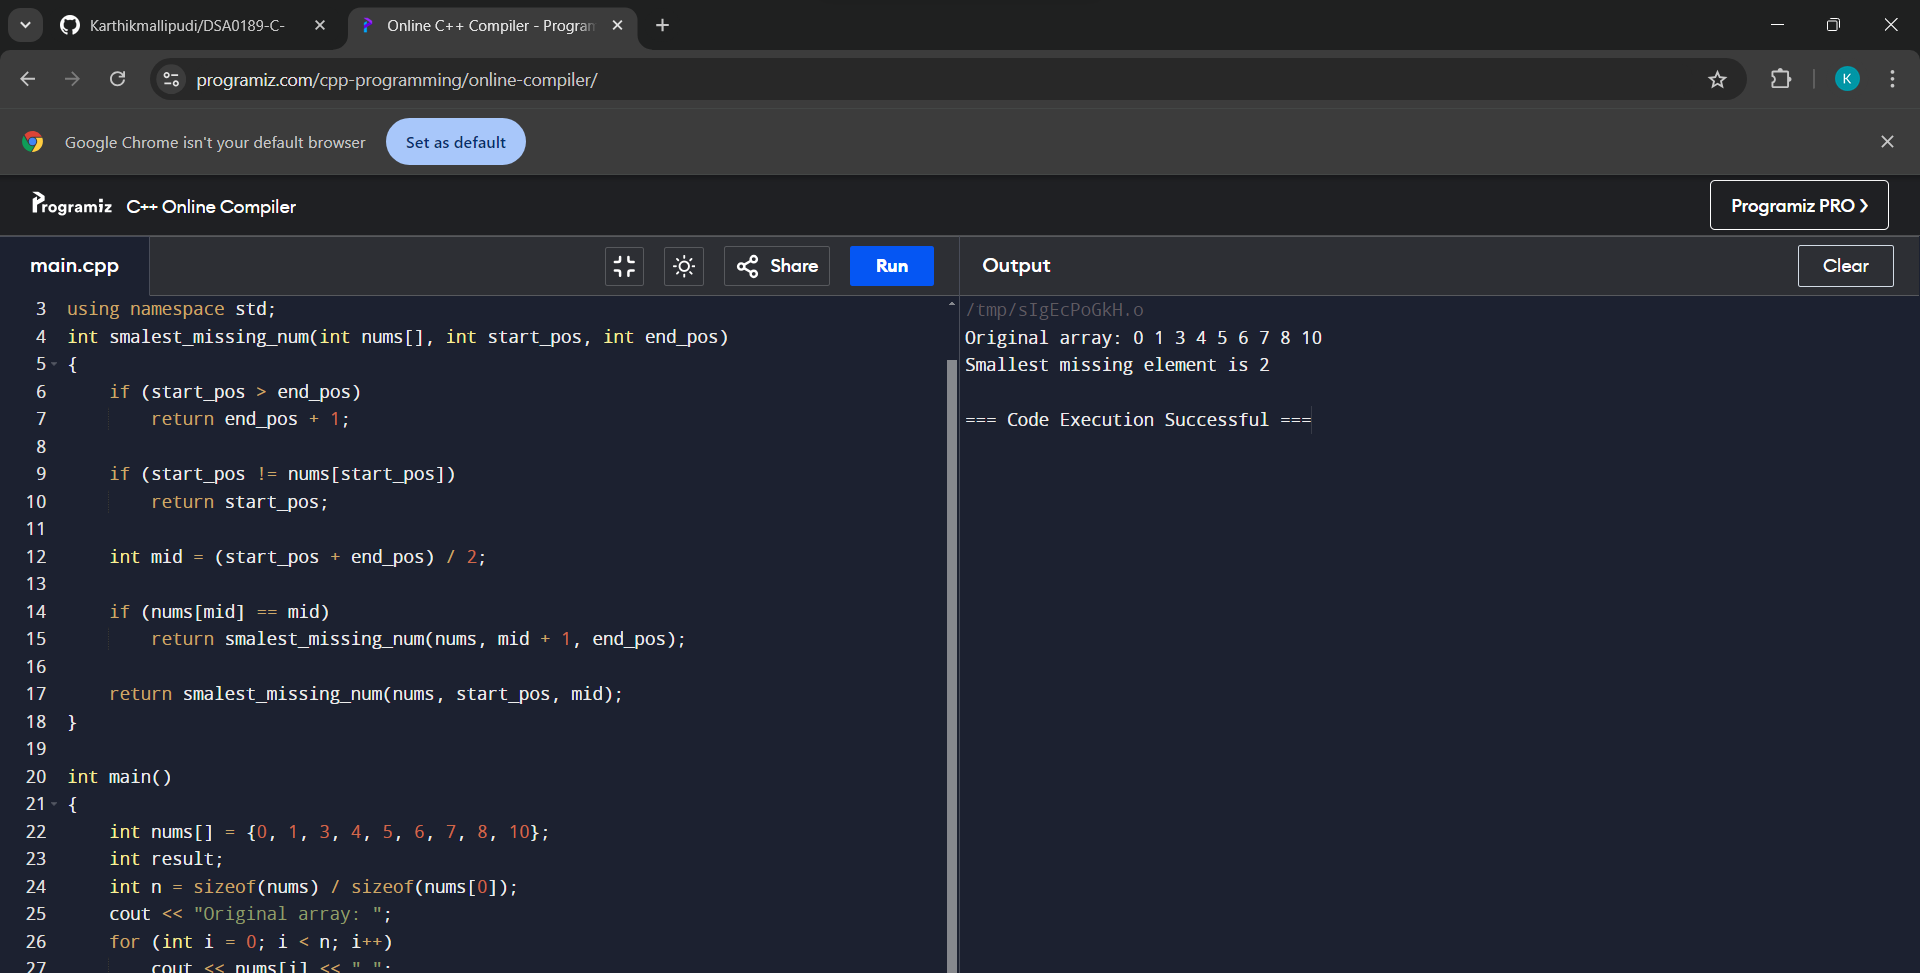 Karthikmallipudi/DSA0189-C-
Online C++ Compiler - Program
programiz.com/cpp-programming/online-compiler/
K
Google Chrome isn't your default browser
Set as default
Programiz
C++ Online Compiler
Programiz PRO ❯
main.cpp
Share
Run
Output
Clear
3 using namespace std;
4 int smalest_missing_num(int nums[], int start_pos, int end_pos)
5 {
6 if (start_pos > end_pos)
7 return end_pos + 1;
8
9 if (start_pos != nums[start_pos])
10 return start_pos;
11
12 int mid = (start_pos + end_pos) / 2;
13
14 if (nums[mid] == mid)
15 return smalest_missing_num(nums, mid + 1, end_pos);
16
17 return smalest_missing_num(nums, start_pos, mid);
18 }
19
20 int main()
21 {
22 int nums[] = {0, 1, 3, 4, 5, 6, 7, 8, 10};
23 int result;
24 int n = sizeof(nums) / sizeof(nums[0]);
25 cout << "Original array: ";
26 for (int i = 0; i < n; i++)
27 cout << nums[i] << " ";
/tmp/sIgEcPoGkH.o
Original array: 0 1 3 4 5 6 7 8 10
Smallest missing element is 2
=== Code Execution Successful ===